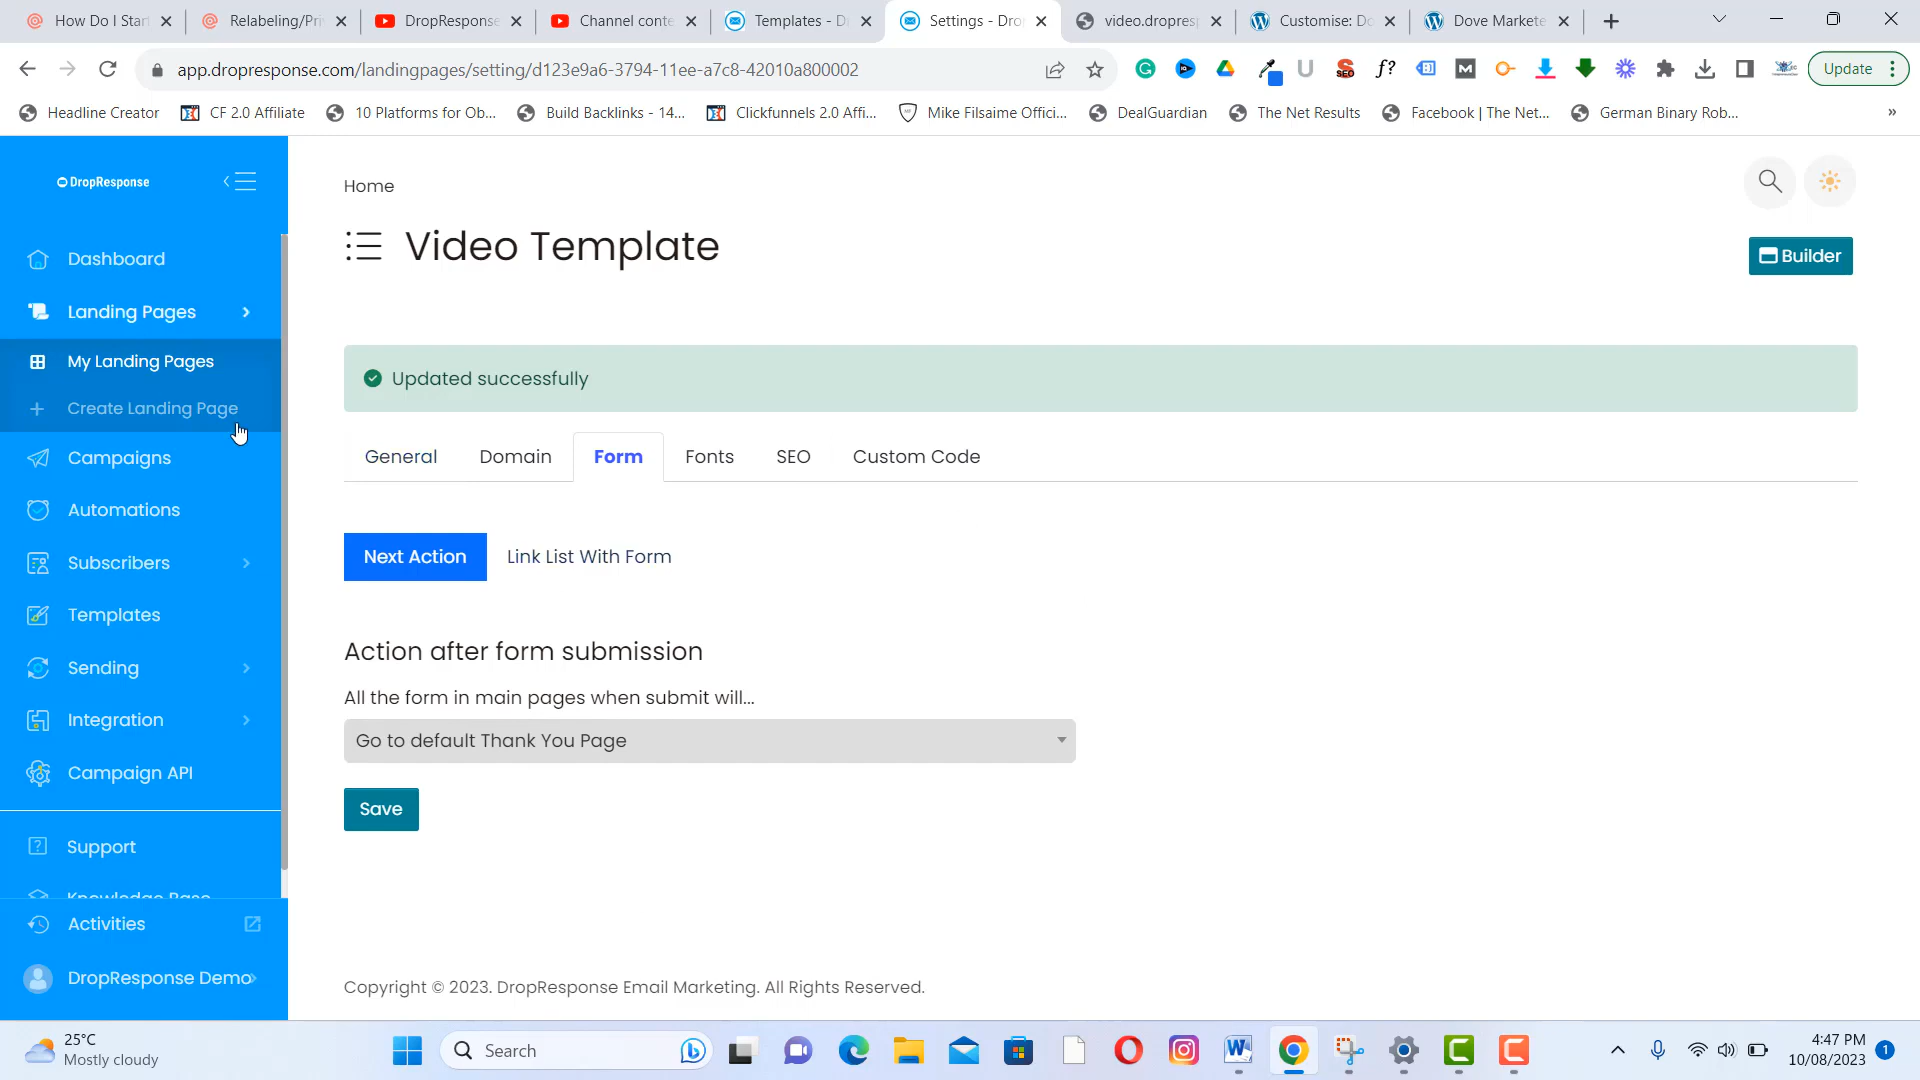 How Do I Star
Relabeling/Pri
DropResponse
Channel conte
Templates - D
Settings - Dro
video.dropres
Customise: Do
Dove Markete
app.dropresponse.com/landingpages/setting/d123e9a6-3794-11ee-a7c8-42010a800002
Update
Headline Creator
CF 2.0 Affiliate
10 Platforms for Ob...
Build Backlinks - 14...
Clickfunnels 2.0 Affi...
Mike Filsaime Offici...
DealGuardian
The Net Results
Facebook | The Net...
German Binary Rob...
»
DropResponse
Home
Video Template
Builder
Dashboard
Landing Pages
My Landing Pages
Create Landing Page
Campaigns
Automations
Subscribers
Templates
Sending
Integration
Campaign API
Support
Knowledge Base
Activities
DropResponse Demo
Updated successfully
General
Domain
Form
Fonts
SEO
Custom Code
Next Action
Link List With Form
Action after form submission
All the form in main pages when submit will...
Go to default Thank You Page
Save
Copyright © 2023. DropResponse Email Marketing. All Rights Reserved.
25°C
Mostly cloudy
Search
4:47 PM
10/08/2023
1